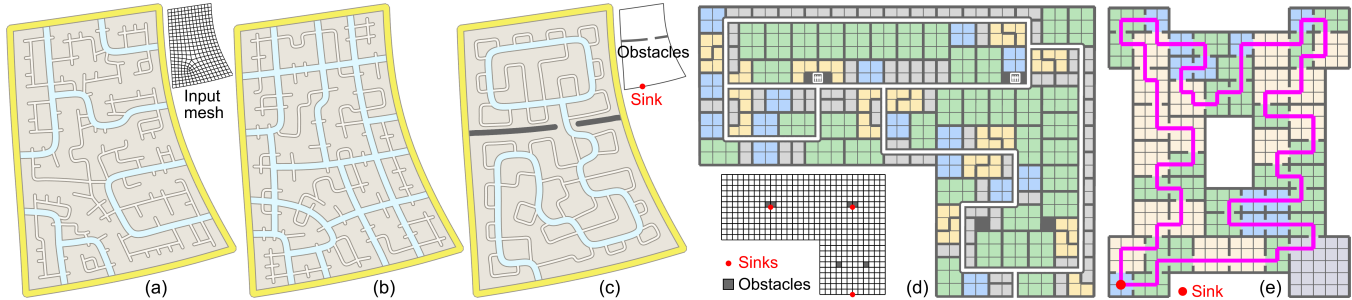 Input
mesh
(a)
(b)
Obstacles
Sink
(c)
Sinks
Obstacles
(d)
Sink
(e)